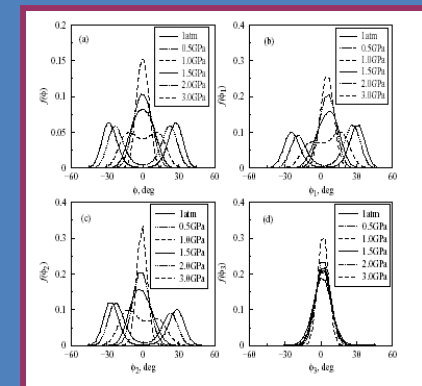 (a)
1atm
0.5GPa
1.0GPa
1.5GPa
2.0GPa
3.0GPa
f(ϕ)
0.2
0.15
0.1
0.05
0
−60 −30 0 30 60
ϕ, deg
(b)
1atm
0.5GPa
1.0GPa
1.5GPa
2.0GPa
3.0GPa
f(ϕ₁)
0.4
0.3
0.2
0.1
0
−60 −30 0 30 60
ϕ₁, deg
(c)
1atm
0.5GPa
1.0GPa
1.5GPa
2.0GPa
3.0GPa
f(ϕ₂)
0.4
0.3
0.2
0.1
0
−60 −30 0 30 60
ϕ₂, deg
(d)
1atm
0.5GPa
1.0GPa
1.5GPa
2.0GPa
3.0GPa
f(ϕ₃)
0.4
0.3
0.2
0.1
0
−60 −30 0 30 60
ϕ₃, deg